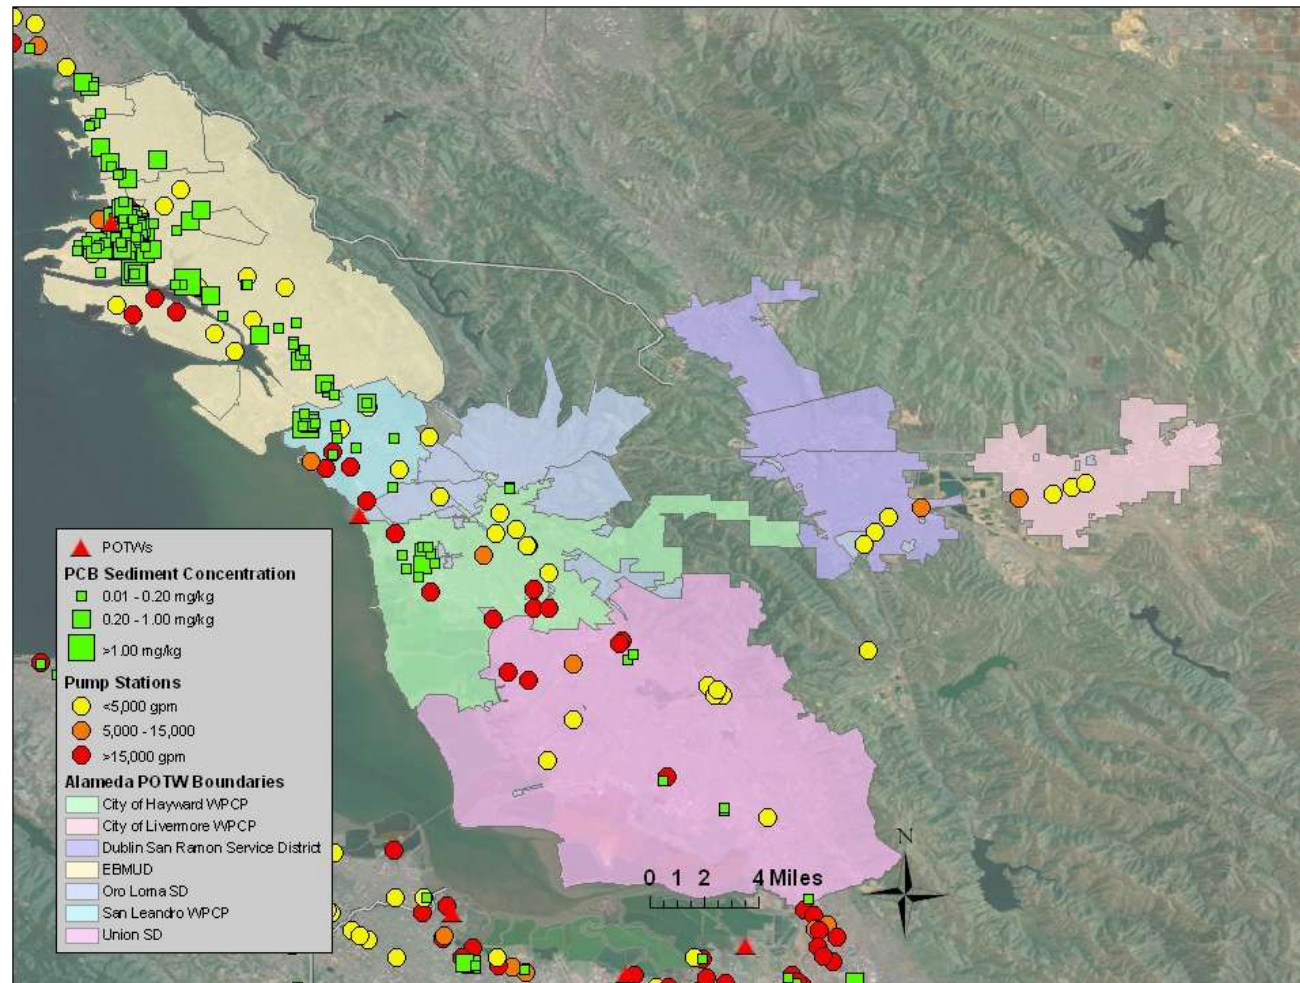 POTWs
PCB Sediment Concentration
0.01 - 0.20 mg/kg
0.20 - 1.00 mg/kg
>1.00 mg/kg
Pump Stations
<5,000 gpm
5,000 - 15,000
>15,000 gpm
Alameda POTW Boundaries
City of Hayward WPCP
City of Livermore WPCP
Dublin San Ramon Service District
EBMUD
Oro Loma SD
San Leandro WPCP
Union SD
N
0 1 2 4 Miles